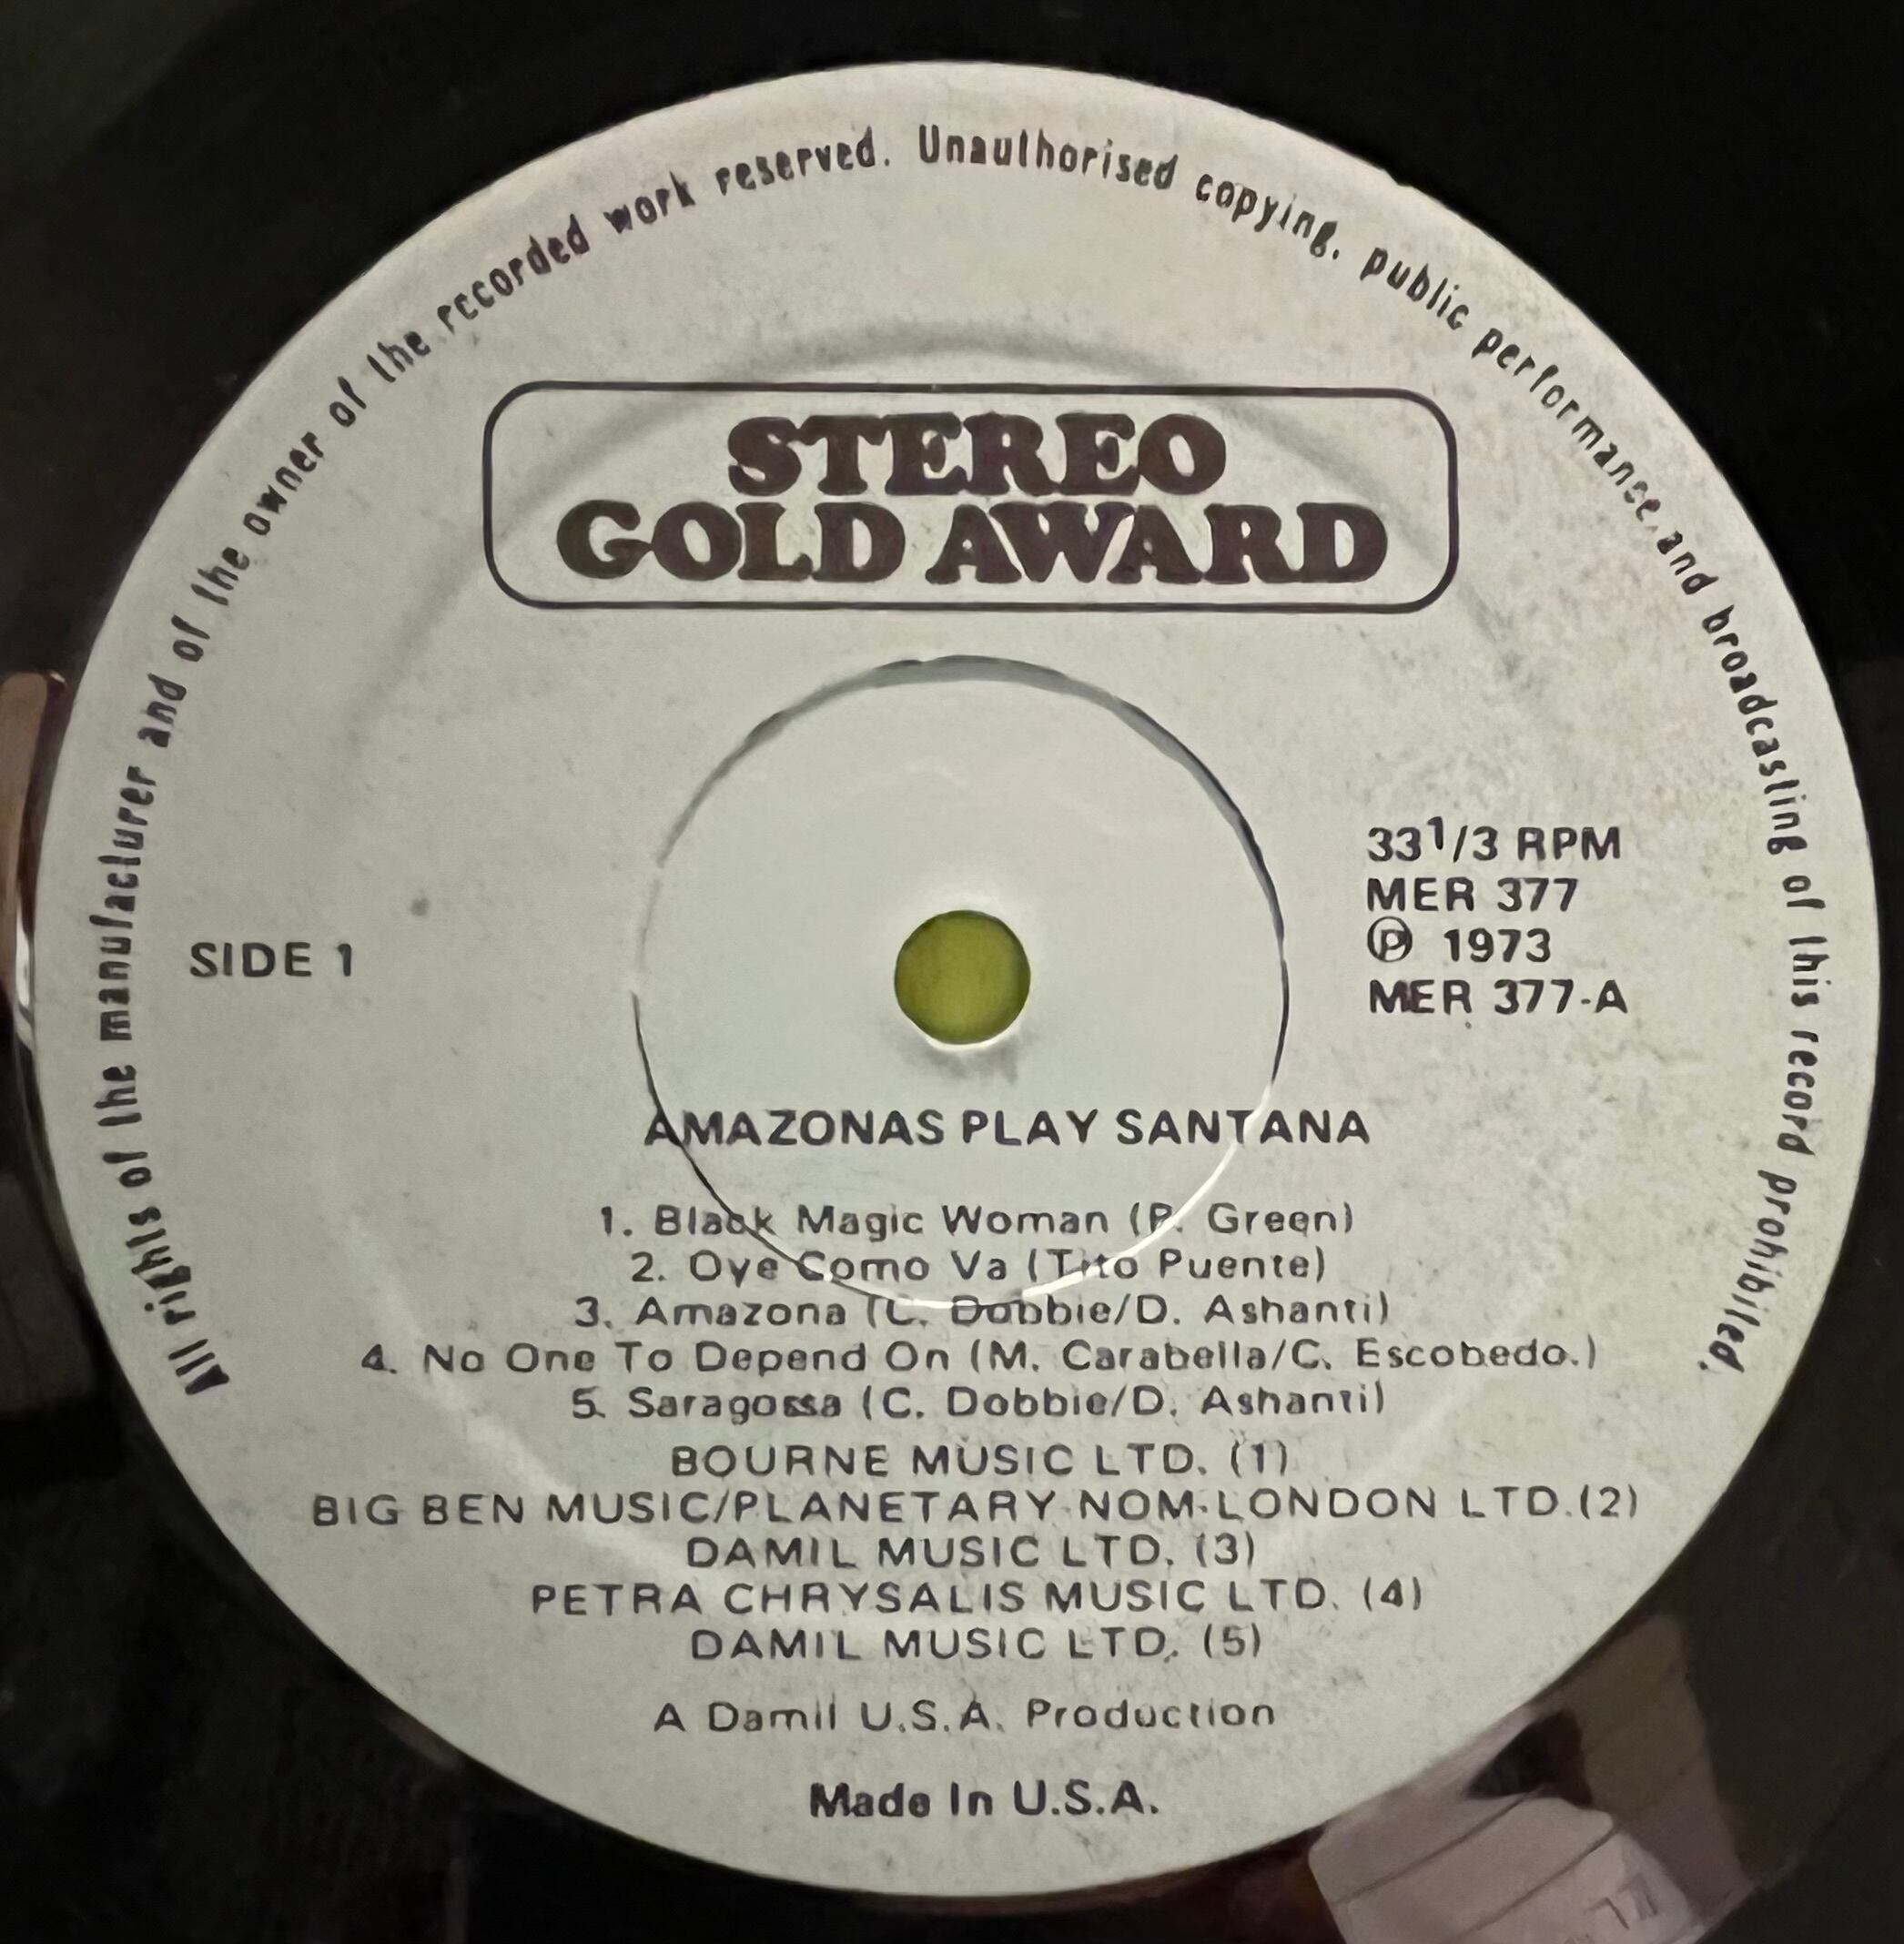 All rights of the manufacturer and of the owner of the recorded work reserved. Unauthorised copying, public performance and broadcasting of this record prohibited.
STEREO
GOLD AWARD
33 1/3 RPM
MER 377
℗ 1973
MER 377-A
SIDE 1
AMAZONAS PLAY SANTANA
1. Black Magic Woman (P. Green)
2. Oye Como Va (Tito Puente)
3. Amazona (C. Dobbie/D. Ashanti)
4. No One To Depend On (M. Carabella/C. Escobedo.)
5. Saragossa (C. Dobbie/D. Ashanti)
BOURNE MUSIC LTD. (1)
BIG BEN MUSIC/PLANETARY-NOM-LONDON LTD.(2)
DAMIL MUSIC LTD. (3)
PETRA CHRYSALIS MUSIC LTD. (4)
DAMIL MUSIC LTD. (5)
A Damil U.S.A. Production
Made In U.S.A.